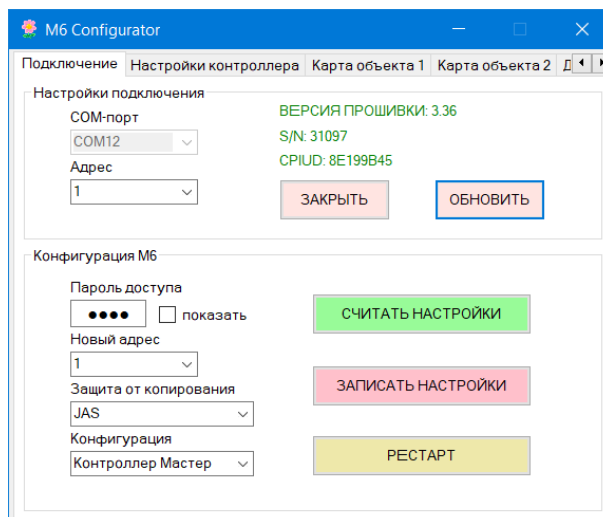 M6 Configurator
Подключение Настройки контроллера Карта объекта 1 Карта объекта 2
Настройки подключения
COM-порт
COM12
Адрес
1
ВЕРСИЯ ПРОШИВКИ: 3.36
S/N: 31097
CPIUD: 8E199B45
ЗАКРЫТЬ
ОБНОВИТЬ
Конфигурация М6
Пароль доступа
●●●●
показать
Новый адрес
1
Защита от копирования
JAS
Конфигурация
Контроллер Мастер
СЧИТАТЬ НАСТРОЙКИ
ЗАПИСАТЬ НАСТРОЙКИ
РЕСТАРТ